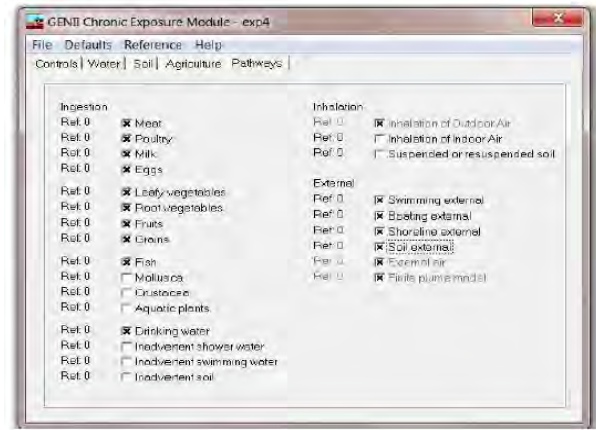 GENII Chronic Exposure Module - exp4
File Defaults Reference Help
Controls Water Soil Agriculture Pathways
Ingestion
Ref: 0 Meat
Ref: 0 Poultry
Ref: 0 Milk
Ref: 0 Eggs
Ref: 0 Leafy vegetables
Ref: 0 Root vegetables
Ref: 0 Fruits
Ref: 0 Grains
Ref: 0 Fish
Ref: 0 Mollusca
Ref: 0 Crustacea
Ref: 0 Aquatic plants
Ref: 0 Drinking water
Ref: 0 Inadvertent shower water
Ref: 0 Inadvertent swimming water
Ref: 0 Inadvertent soil
Inhalation
Ref: 0 Inhalation of Outdoor Air
Ref: 0 Inhalation of Indoor Air
Ref: 0 Suspended or resuspended soil
External
Ref: 0 Swimming external
Ref: 0 Boating external
Ref: 0 Shoreline external
Ref: 0 Soil external
Ref: 0 External air
Ref: 0 Finite plume model